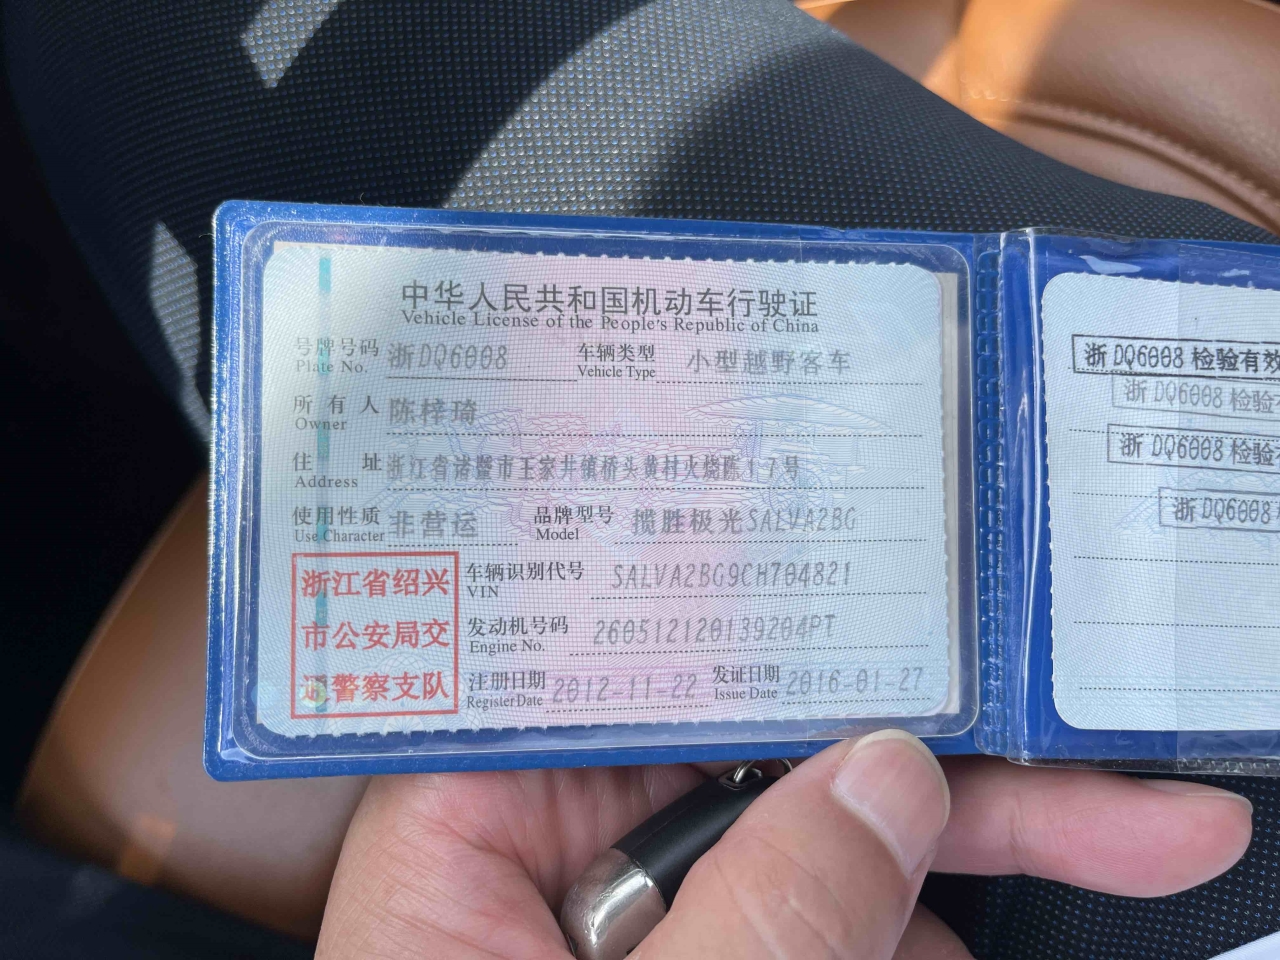 中华人民共和国机动车行驶证
Vehicle License of the People's Republic of China
号牌号码 浙DQ6008 车辆类型 小型越野客车
Plate No. Vehicle Type
所有人 陈梓琦
Owner
住址 浙江省诸暨市王家井镇桥头黄村火烧陈17号
Address
使用性质 非营运 品牌型号 揽胜极光SALVA2BG
Use Character Model
浙江省绍兴
市公安局交
通警察支队
车辆识别代号 SALVA2BG9CH704821
VIN
发动机号码 260512120139204PT
Engine No.
注册日期 2012-11-22 发证日期 2016-01-27
Register Date Issue Date
浙DQ6008检验有效
浙DQ6008检验
浙DQ6008检验
浙DQ6008